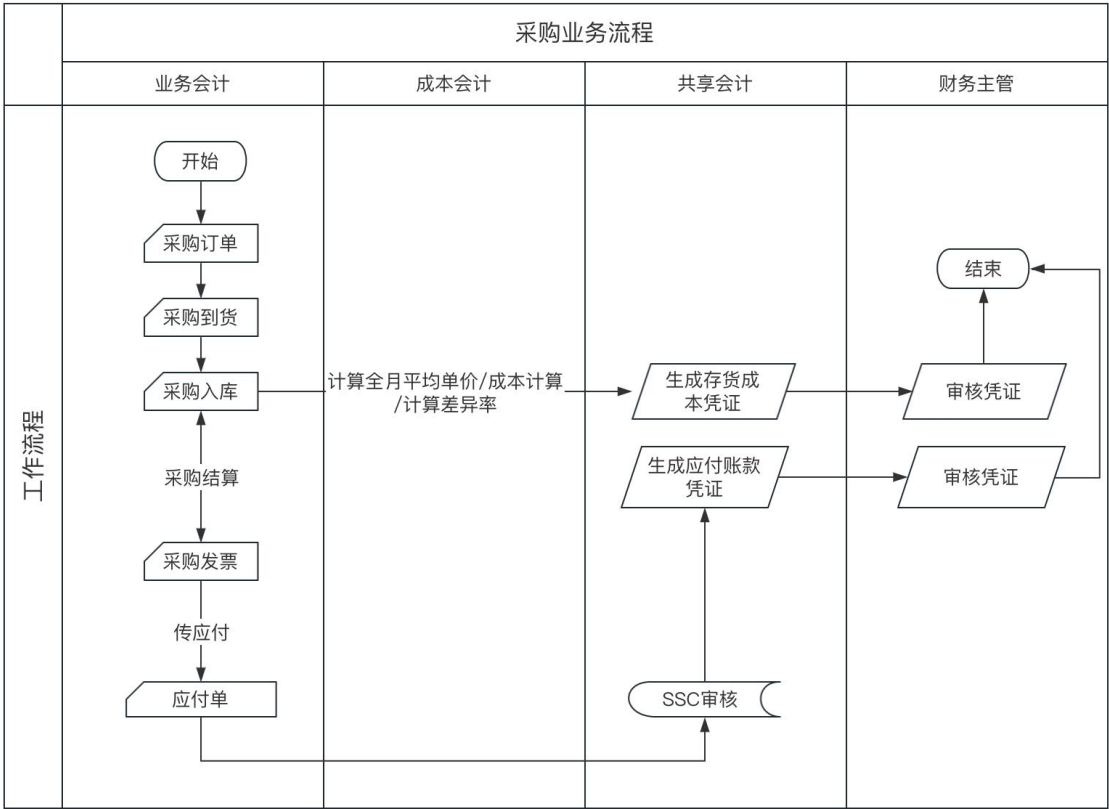 采购业务流程
业务会计
成本会计
共享会计
财务主管
工作流程
开始
采购订单
采购到货
采购入库
计算全月平均单价/成本计算
/计算差异率
生成存货成
本凭证
审核凭证
结束
采购结算
生成应付账款
凭证
审核凭证
采购发票
传应付
应付单
SSC审核